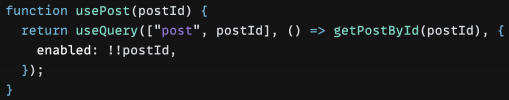 function usePost(postId) {
  return useQuery(["post", postId], () => getPostById(postId), {
    enabled: !!postId,
  });
}